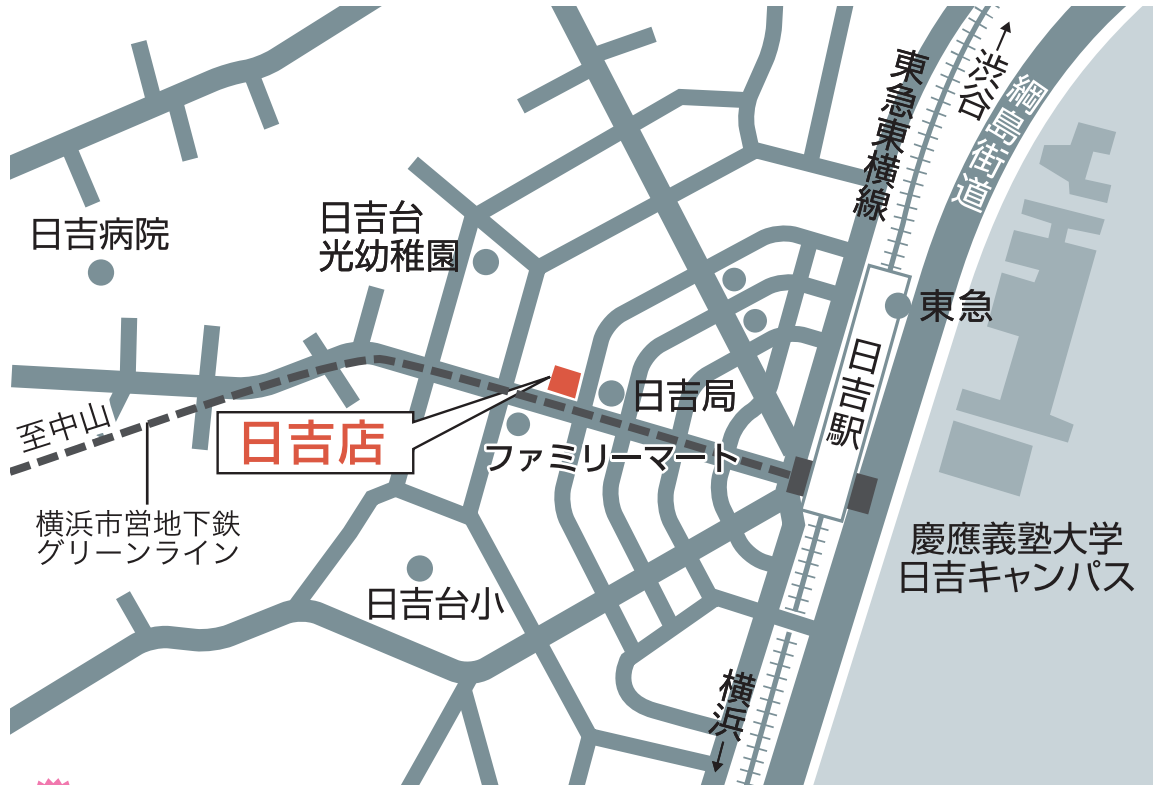 ↑渋谷
東急東横線
綱島街道
日吉病院
日吉台
光幼稚園
東急
日吉駅
日吉局
至中山
日吉店
ファミリーマート
横浜市営地下鉄
グリーンライン
慶應義塾大学
日吉キャンパス
日吉台小
横浜↓